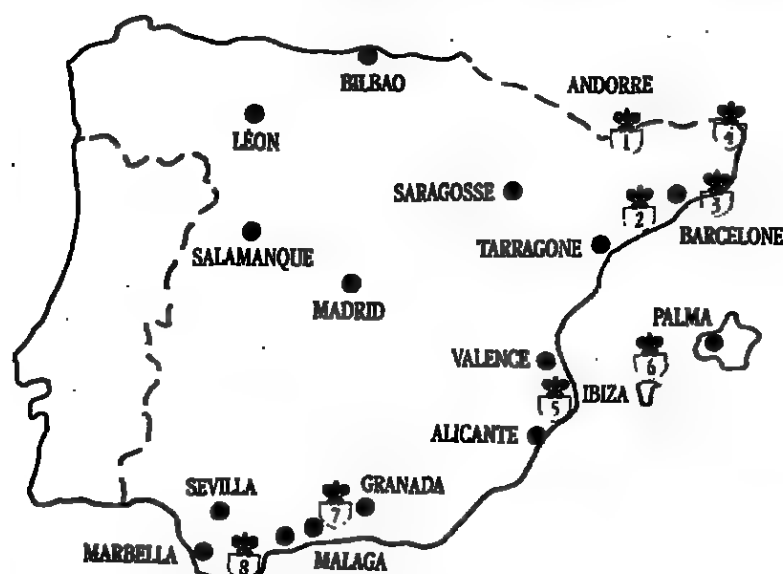 ANDORRE
BILBAO
1
4
LÉON
SARAGOSSE
2
3
BARCELONE
SALAMANQUE
TARRAGONE
MADRID
PALMA
VALENCE
6
5
IBIZA
ALICANTE
SEVILLA
GRANADA
7
MARBELLA
MALAGA
8